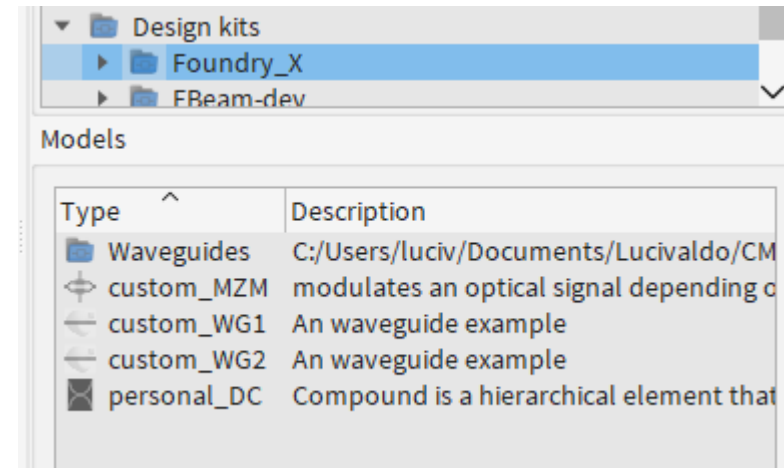 Design kits
Foundry_X
EBeam-dev
Models
Type Description
Waveguides C:/Users/luciv/Documents/Lucivaldo/CM
custom_MZM modulates an optical signal depending o
custom_WG1 An waveguide example
custom_WG2 An waveguide example
personal_DC Compound is a hierarchical element that